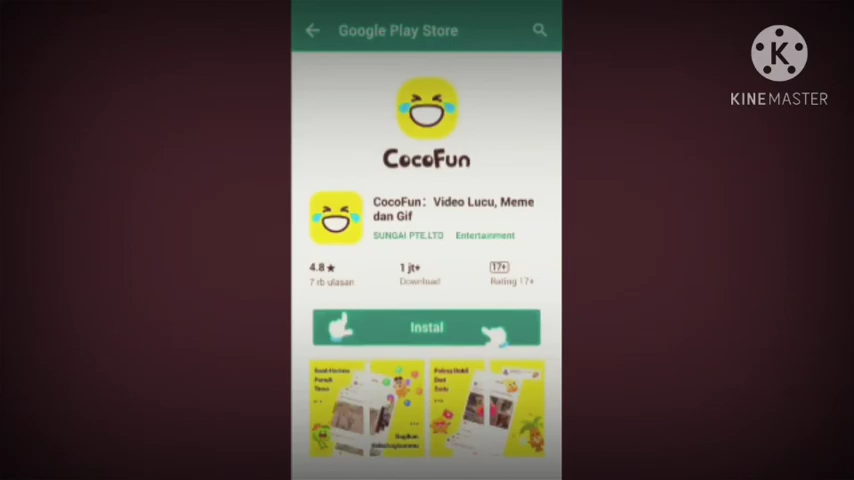 Google Play Store
K
KINEMASTER
CocoFun
CocoFun: Video Lucu, Meme
dan Gif
SUNGAI PTE.LTD Entertainment
4.8★ 1 jt+ 17+
7 rb ulasan Download Rating 17+
Instal